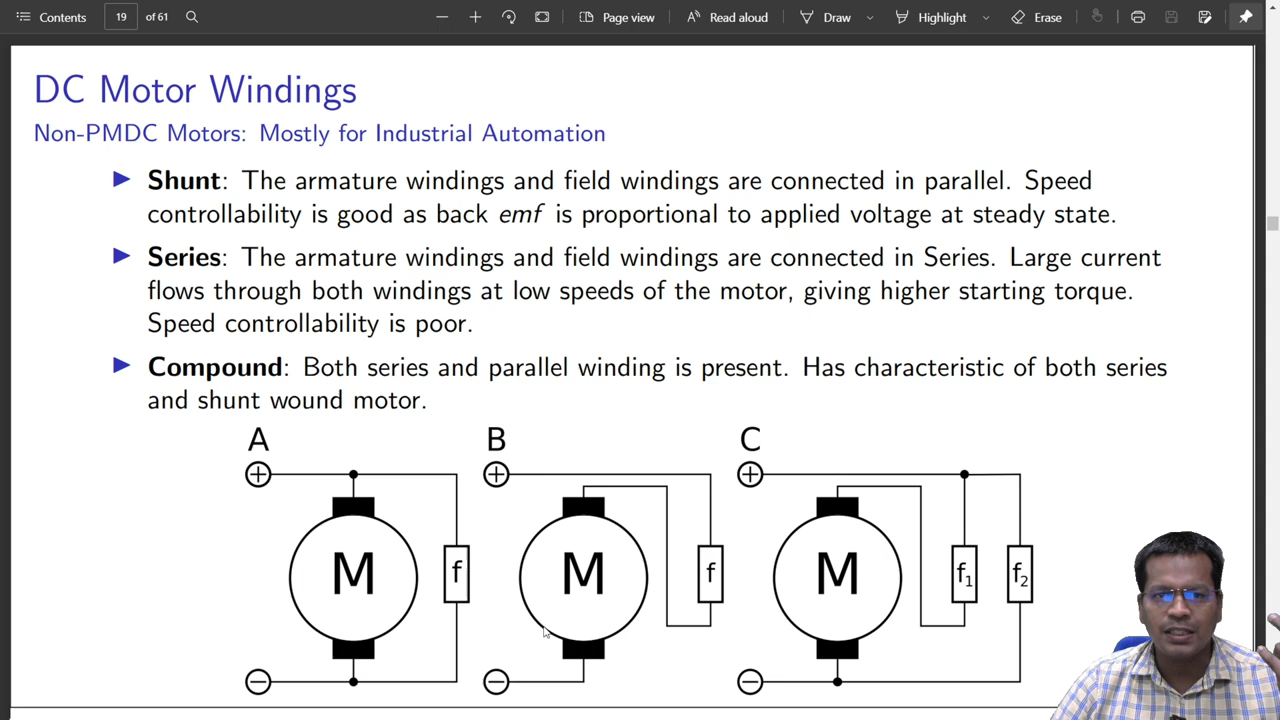 Contents
19
of 61
Page view
Read aloud
Draw
Highlight
Erase
DC Motor Windings
Non-PMDC Motors: Mostly for Industrial Automation
Shunt: The armature windings and field windings are connected in parallel. Speed
controllability is good as back emf is proportional to applied voltage at steady state.
Series: The armature windings and field windings are connected in Series. Large current
flows through both windings at low speeds of the motor, giving higher starting torque.
Speed controllability is poor.
Compound: Both series and parallel winding is present. Has characteristic of both series
and shunt wound motor.
A
B
C
M
f
M
f
M
f₁
f₂